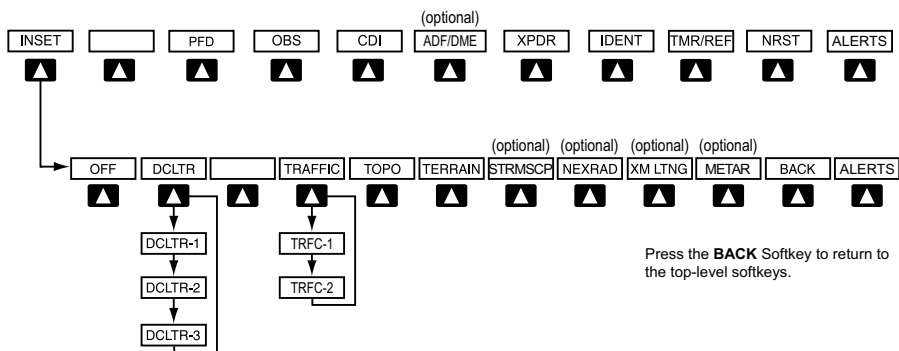 (optional)
INSET PFD OBS CDI ADF/DME XPDR IDENT TMR/REF NRST ALERTS
(optional) (optional) (optional) (optional)
OFF DCLTR TRAFFIC TOPO TERRAIN STRMSCP NEXRAD XM LTNG METAR BACK ALERTS
DCLTR-1 TRFC-1
DCLTR-2 TRFC-2
DCLTR-3
Press the BACK Softkey to return to
the top-level softkeys.